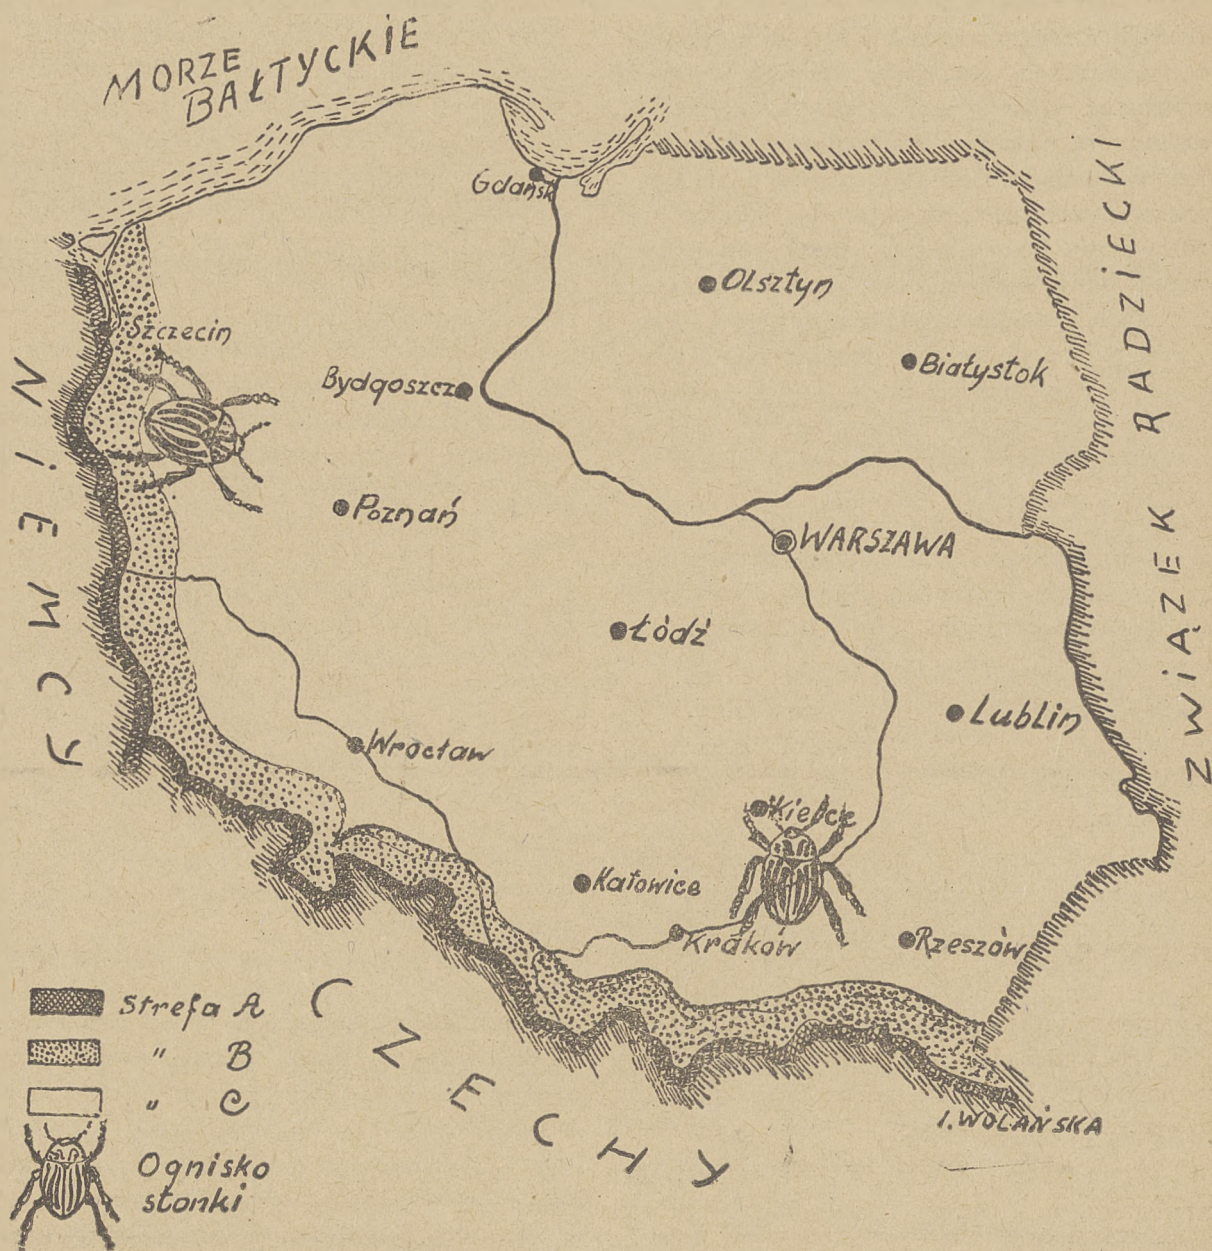 MORZE
BAŁTYCKIE
Gdańsk
Olsztyn
Szczecin
Białystok
Bydgoszcz
Poznań
WARSZAWA
Łódź
Lublin
Wrocław
Kielce
Katowice
Kraków
Rzeszów
NIEMCY
ZWIĄZEK RADZIECKI
CZECHY
Strefa A
" B
" C
Ognisko
stonki
I. WOLAŃSKA